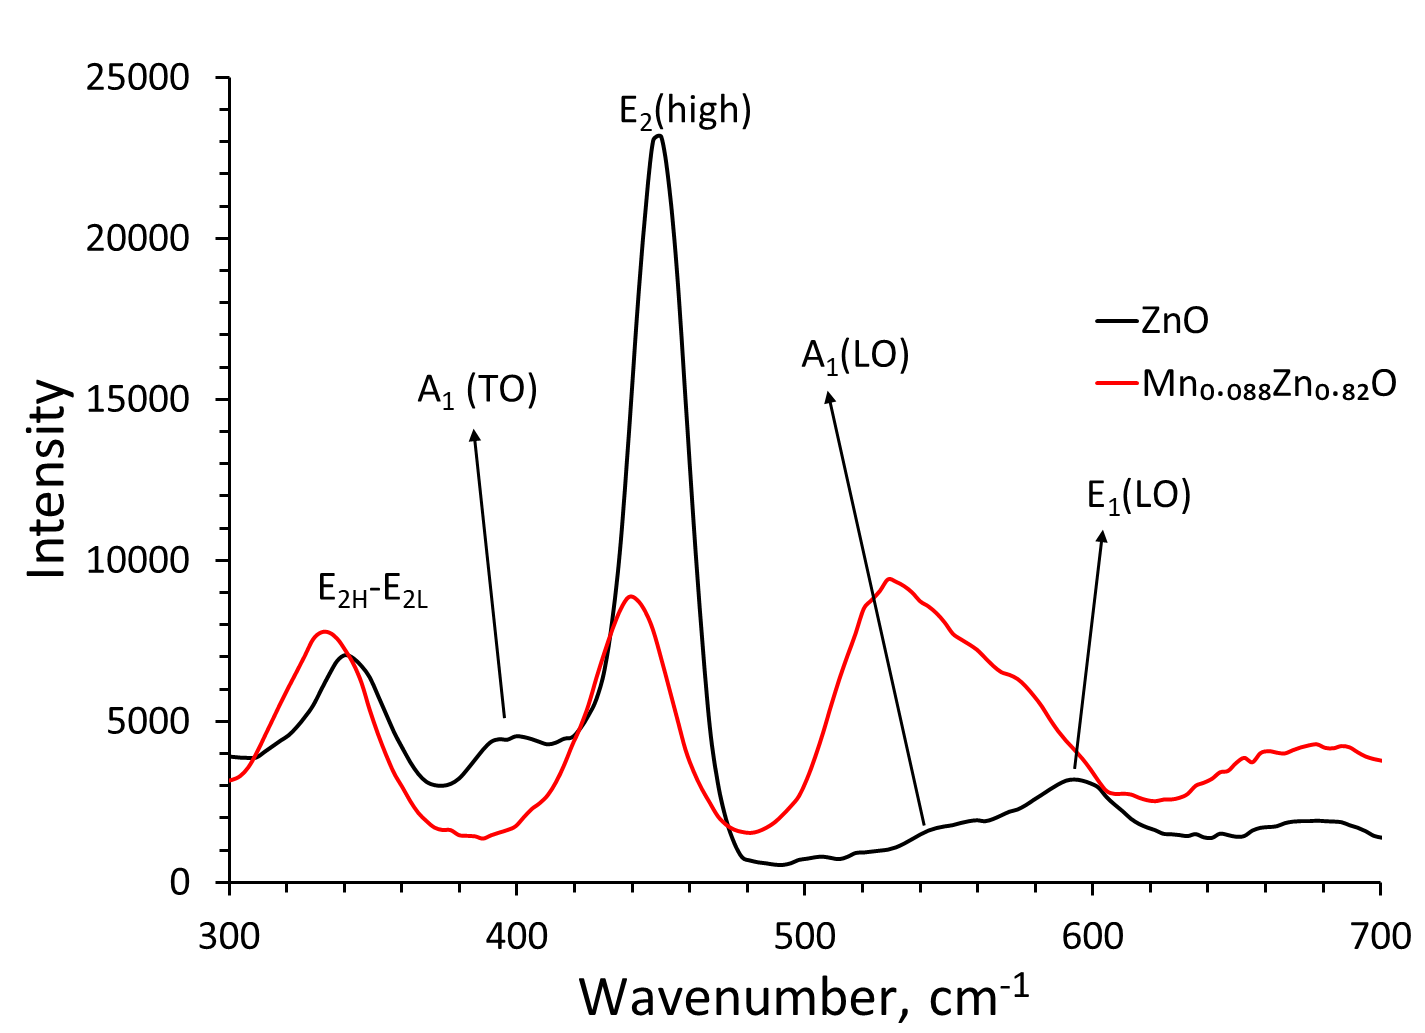 25000
20000
15000
10000
5000
0
Intensity
E₂(high)
A₁ (TO)
A₁(LO)
E₁(LO)
E₂H-E₂L
ZnO
Mn₀.₀₈₈Zn₀.₈₂O
300
400
500
600
700
Wavenumber, cm⁻¹